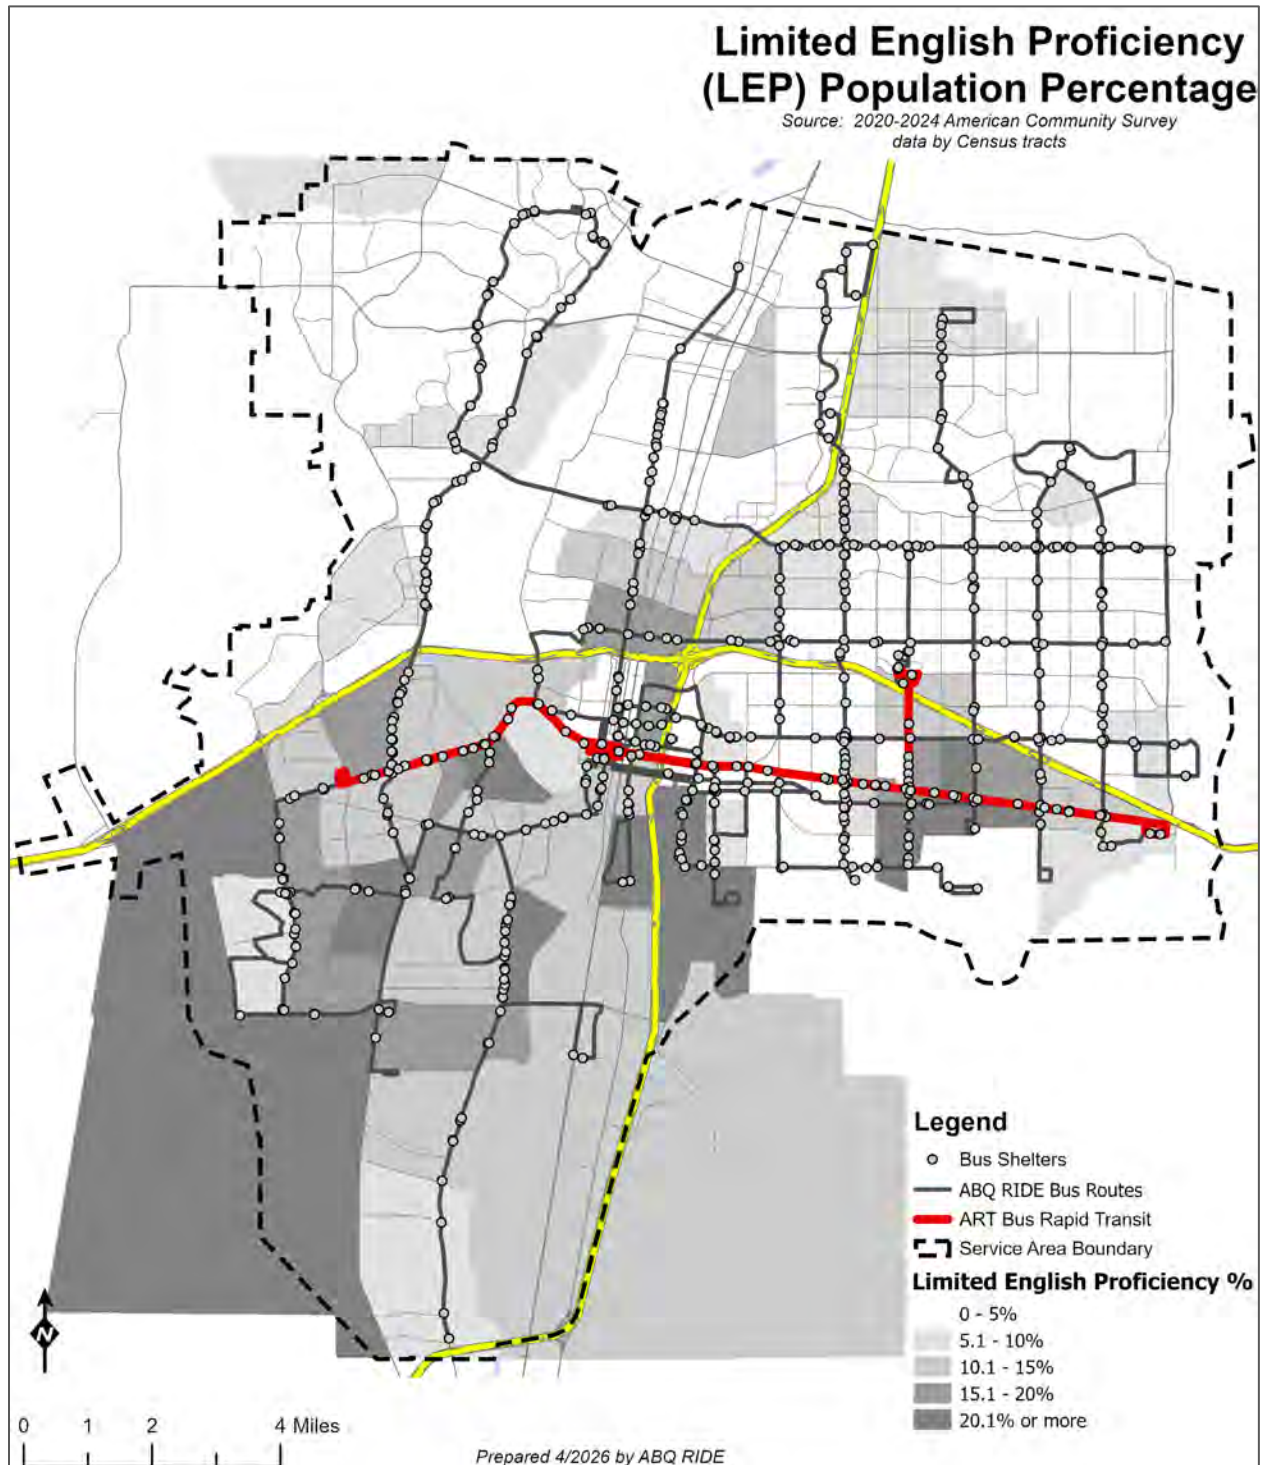 Limited English Proficiency
(LEP) Population Percentage
Source: 2020-2024 American Community Survey
data by Census tracts
Legend
Bus Shelters
ABQ RIDE Bus Routes
ART Bus Rapid Transit
Service Area Boundary
Limited English Proficiency %
0 - 5%
5.1 - 10%
10.1 - 15%
15.1 - 20%
20.1% or more
N
0 1 2 4 Miles
Prepared 4/2026 by ABQ RIDE